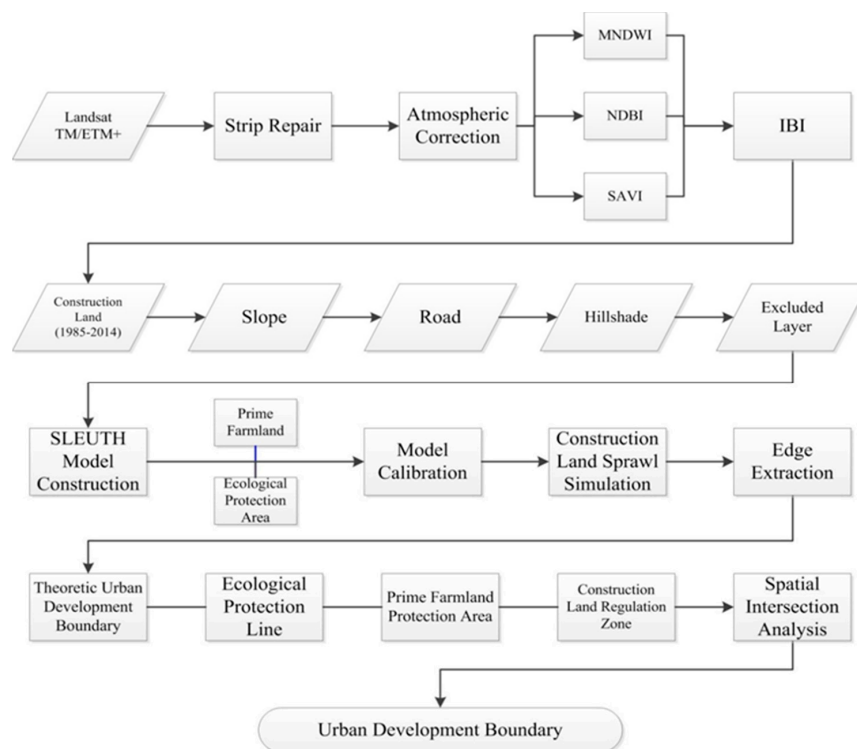 MNDWI
Landsat
TM/ETM+
Strip Repair
Atmospheric
Correction
NDBI
IBI
SAVI
Construction
Land
(1985-2014)
Slope
Road
Hillshade
Excluded
Layer
SLEUTH
Model
Construction
Prime
Farmland
Ecological
Protection
Area
Model
Calibration
Construction
Land Sprawl
Simulation
Edge
Extraction
Theoretic Urban
Development
Boundary
Ecological
Protection
Line
Prime Farmland
Protection Area
Construction
Land Regulation
Zone
Spatial
Intersection
Analysis
Urban Development Boundary